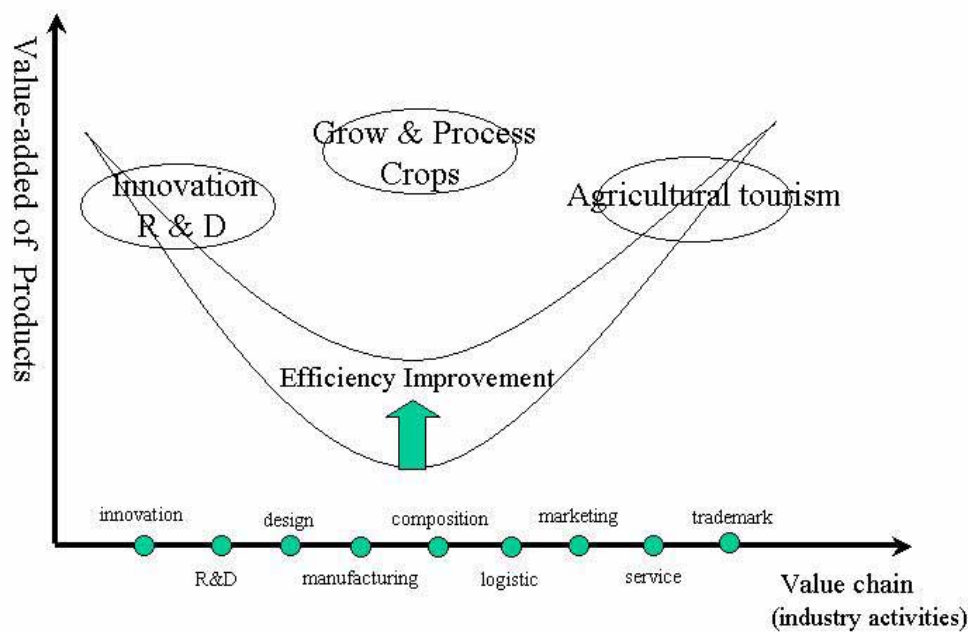 Value-added of Products
Grow & Process
Crops
Innovation
R & D
Agricultural tourism
Efficiency Improvement
innovation
design
composition
marketing
trademark
R&D
manufacturing
logistic
service
Value chain
(industry activities)